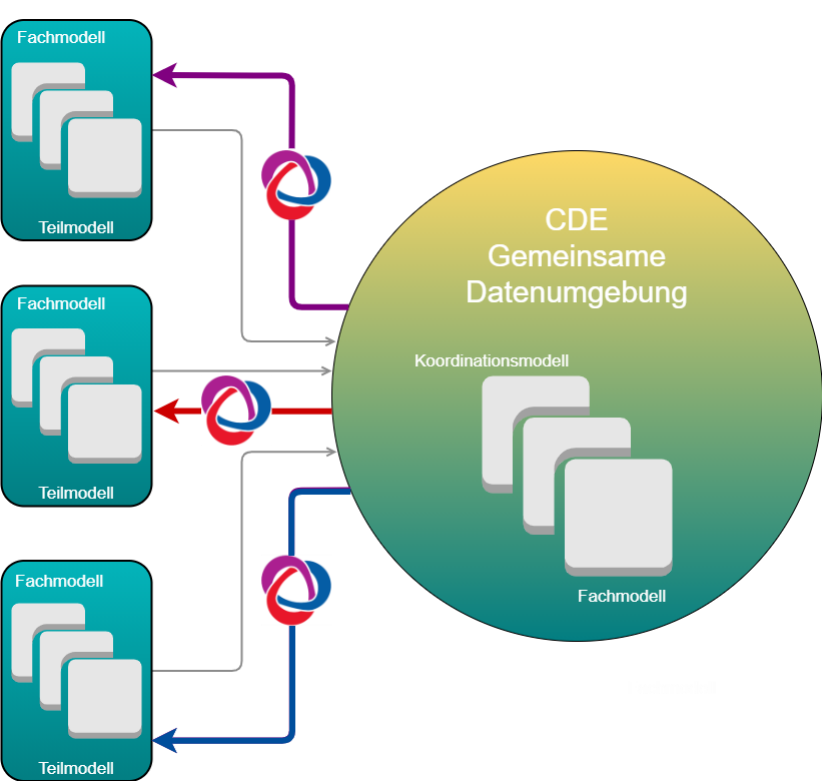 Fachmodell
Teilmodell
Fachmodell
Teilmodell
Fachmodell
Teilmodell
CDE
Gemeinsame
Datenumgebung
Koordinationsmodell
Fachmodell